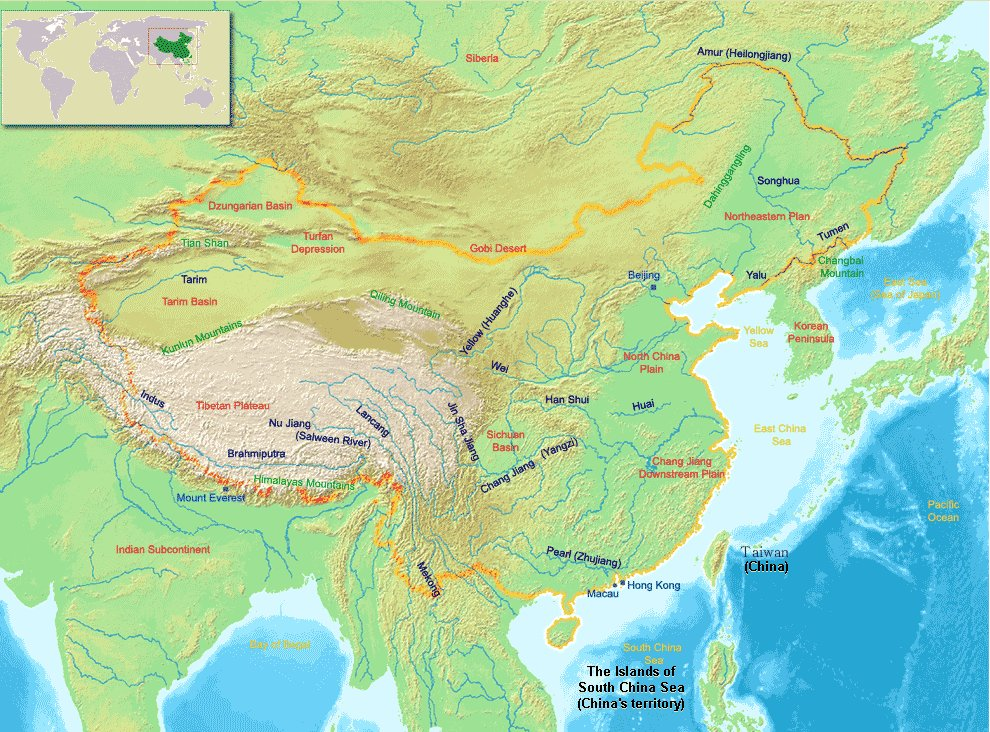 Siberia
Amur (Heilongjiang)
Dahinggangling
Songhua
Dzungarian Basin
Northeastern Plan
Tumen
Turfan
Depression
Tian Shan
Gobi Desert
Changbai
Mountain
Beijing
Yalu
Tarim
Tarim Basin
East Sea
(Sea of Japan)
Qiling Mountain
Yellow (Huanghe)
Kunlun Mountains
Yellow
Sea
Korean
Peninsula
North China
Plain
Wei
Indus
Tibetan Plateau
Lancang
Jin Sha Jiang
Han Shui
Huai
Nu Jiang
(Salween River)
Sichuan
Basin
East China
Sea
Brahmiputra
Chang Jiang (Yangzi)
Chang Jiang
Downstream Plain
Himalayas Mountains
Mount Everest
Pacific
Ocean
Indian Subcontinent
Pearl (Zhujiang)
Taiwan
(China)
Mekong
Macau
Hong Kong
Bay of Bengal
South China
Sea
The Islands of
South China Sea
(China's territory)